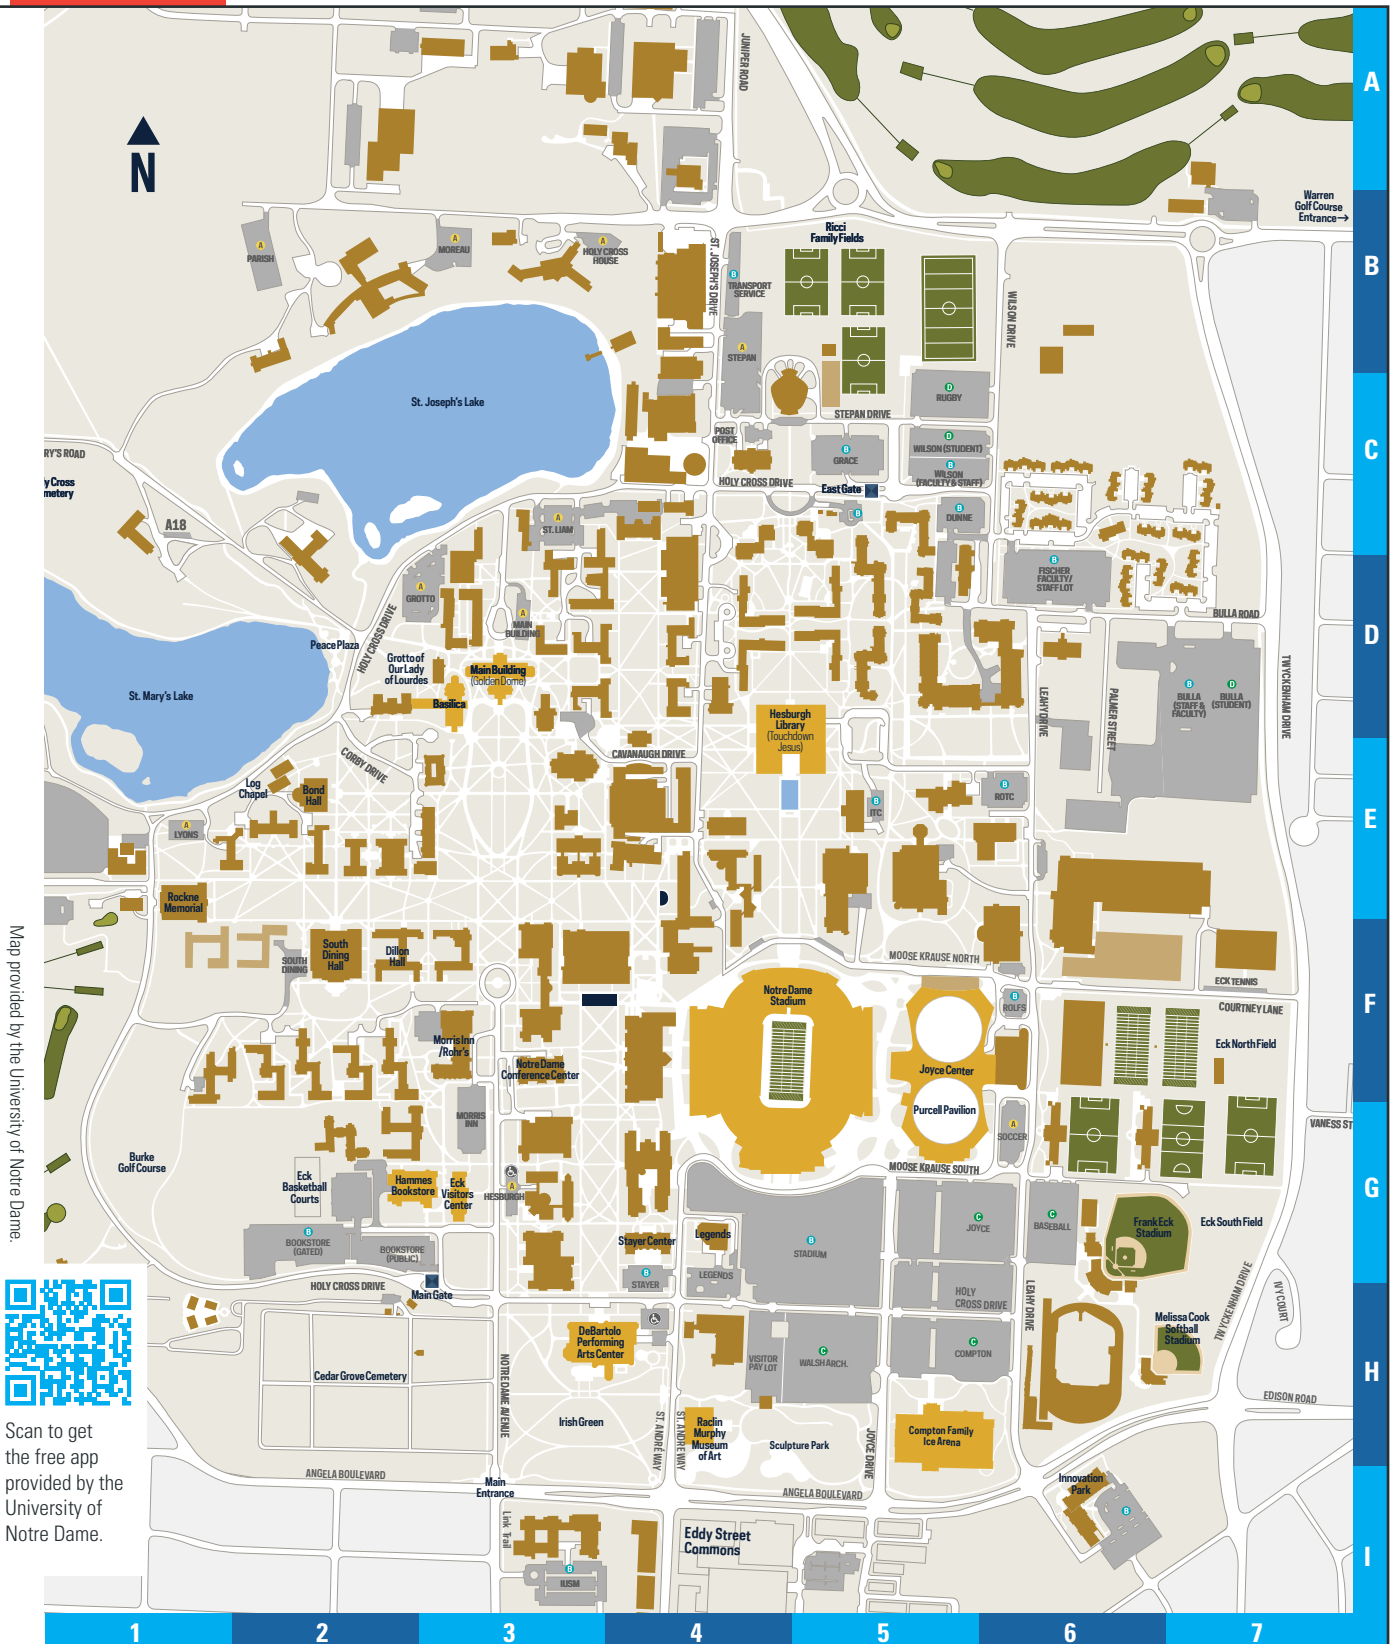 JUNIPER ROAD
A
N
Warren
Golf Course
Entrance→
Ricci
Family Fields
A
PARISH
A
MOREAU
A
HOLY CROSS
HOUSE
ST. JOSEPH'S DRIVE
B
TRANSPORT
SERVICE
B
WILSON DRIVE
A
STEPAN
St. Joseph's Lake
D
RUGBY
STEPAN DRIVE
POST
OFFICE
B
GRACE
D
WILSON (STUDENT)
B
WILSON
(FACULTY & STAFF)
C
RY'S ROAD
y Cross
metery
HOLY CROSS DRIVE
East Gate
A18
A
ST. LIAM
B
B
DUNNE
B
FISCHER
FACULTY/
STAFF LOT
A
GROTTO
A
MAIN
BUILDING
BULLA ROAD
HOLY CROSS DRIVE
Peace Plaza
D
Grotto of
Our Lady
of Lourdes
Main Building
(Golden Dome)
St. Mary's Lake
Basilica
Hesburgh
Library
(Touchdown
Jesus)
LEAHY DRIVE
PALMER STREET
B
BULLA
(STAFF &
FACULTY)
D
BULLA
(STUDENT)
TWYCKENHAM DRIVE
CAVANAUGH DRIVE
CORBY DRIVE
Log
Chapel
Bond
Hall
A
LYONS
B
ITC
B
ROTC
E
Rockne
Memorial
South
Dining
Hall
Dillon
Hall
SOUTH
DINING
MOOSE KRAUSE NORTH
ECK TENNIS
Notre Dame
Stadium
B
ROLFS
COURTNEY LANE
F
Morris Inn
/Rohr's
Notre Dame
Conference Center
Joyce Center
Eck North Field
MORRIS
INN
Purcell Pavilion
A
SOCCER
VANESS ST
Burke
Golf Course
MOOSE KRAUSE SOUTH
Eck
Basketball
Courts
Hammes
Bookstore
Eck
Visitors
Center
A
HESBURGH
G
B
BOOKSTORE
(GATED)
BOOKSTORE
(PUBLIC)
Stayer Center
Legends
B
STADIUM
C
JOYCE
C
BASEBALL
Frank Eck
Stadium
Eck South Field
B
STAYER
LEGENDS
HOLY CROSS DRIVE
Main Gate
HOLY
CROSS DRIVE
LEAHY DRIVE
TWYCKENHAM DRIVE
IVY COURT
DeBartolo
Performing
Arts Center
VISITOR
PAY LOT
C
WALSH ARCH.
C
COMPTON
Melissa Cook
Softball
Stadium
H
Cedar Grove Cemetery
NOTRE DAME AVENUE
EDISON ROAD
Irish Green
ST. ANDRÉ WAY
ST. ANDRÉ WAY
Raclin
Murphy
Museum
of Art
Sculpture Park
JOYCE DRIVE
Compton Family
Ice Arena
ANGELA BOULEVARD
Main
Entrance
ANGELA BOULEVARD
Innovation
Park
B
Link Trail
Eddy Street
Commons
B
IUSM
I
1 2 3 4 5 6 7
Map provided by the University of Notre Dame.
Scan to get
the free app
provided by the
University of
Notre Dame.